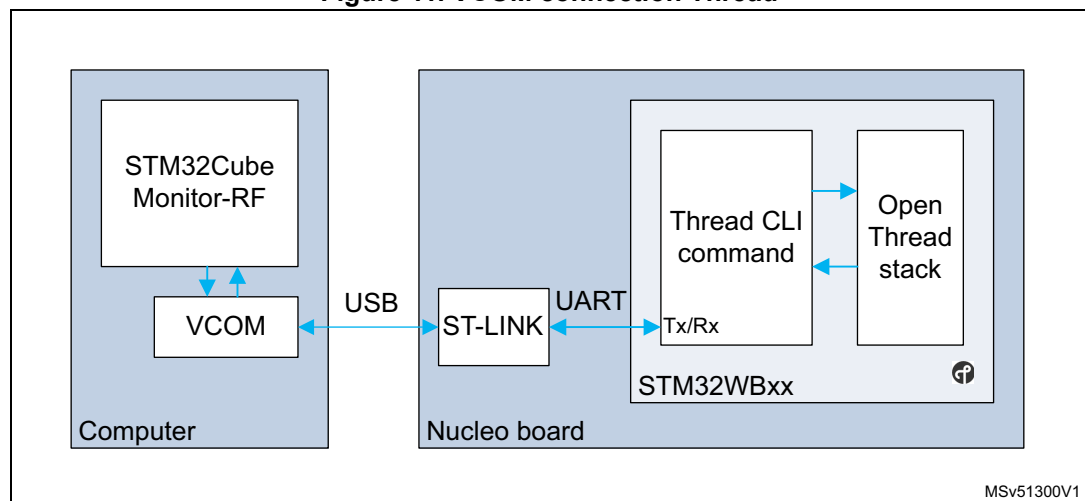 STM32Cube
Monitor-RF
VCOM
Computer
USB
ST-LINK
UART
Tx/Rx
Thread CLI
command
Open
Thread
stack
STM32WBxx
Nucleo board
MSv51300V1